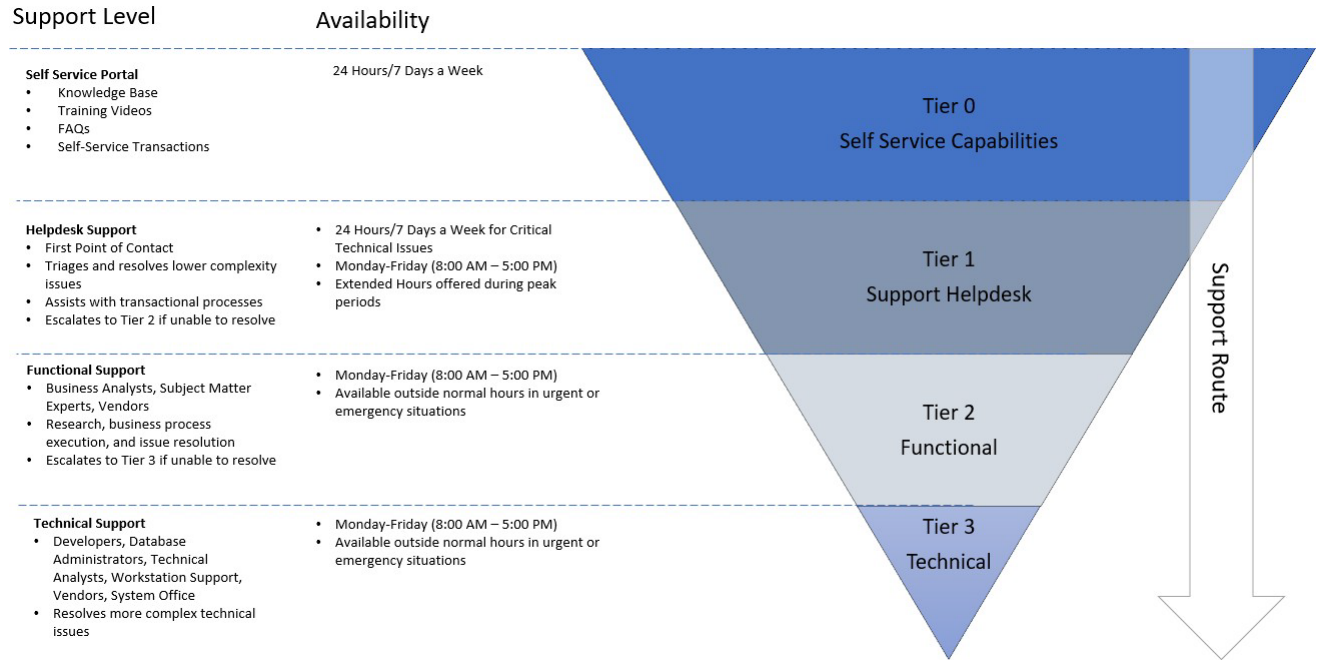 Support Level
Availability
Self Service Portal
• Knowledge Base
• Training Videos
• FAQs
• Self-Service Transactions
24 Hours/7 Days a Week
Tier 0
Self Service Capabilities
Helpdesk Support
• First Point of Contact
• Triages and resolves lower complexity
issues
• Assists with transactional processes
• Escalates to Tier 2 if unable to resolve
• 24 Hours/7 Days a Week for Critical
Technical Issues
• Monday-Friday (8:00 AM – 5:00 PM)
• Extended Hours offered during peak
periods
Tier 1
Support Helpdesk
Functional Support
• Business Analysts, Subject Matter
Experts, Vendors
• Research, business process
execution, and issue resolution
• Escalates to Tier 3 if unable to resolve
• Monday-Friday (8:00 AM – 5:00 PM)
• Available outside normal hours in urgent or
emergency situations
Tier 2
Functional
Technical Support
• Developers, Database
Administrators, Technical
Analysts, Workstation Support,
Vendors, System Office
• Resolves more complex technical
issues
• Monday-Friday (8:00 AM – 5:00 PM)
• Available outside normal hours in urgent or
emergency situations
Tier 3
Technical
Support Route